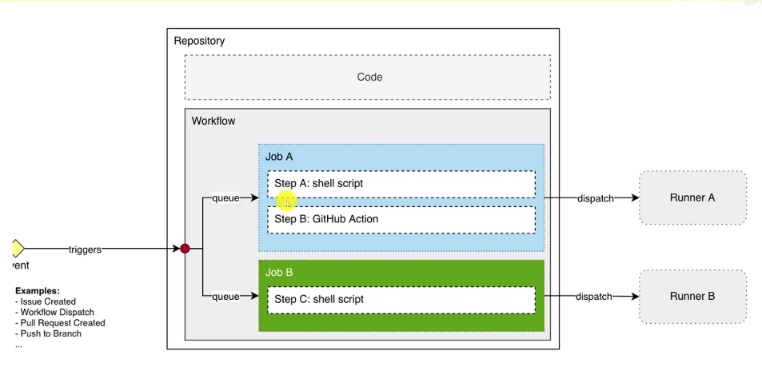 Repository
Code
Workflow
Job A
Step A: shell script
queue
dispatch
Runner A
Step B: GitHub Action
triggers
vent
Job B
Examples:
- Issue Created
- Workflow Dispatch
- Pull Request Created
- Push to Branch
...
queue
Step C: shell script
dispatch
Runner B